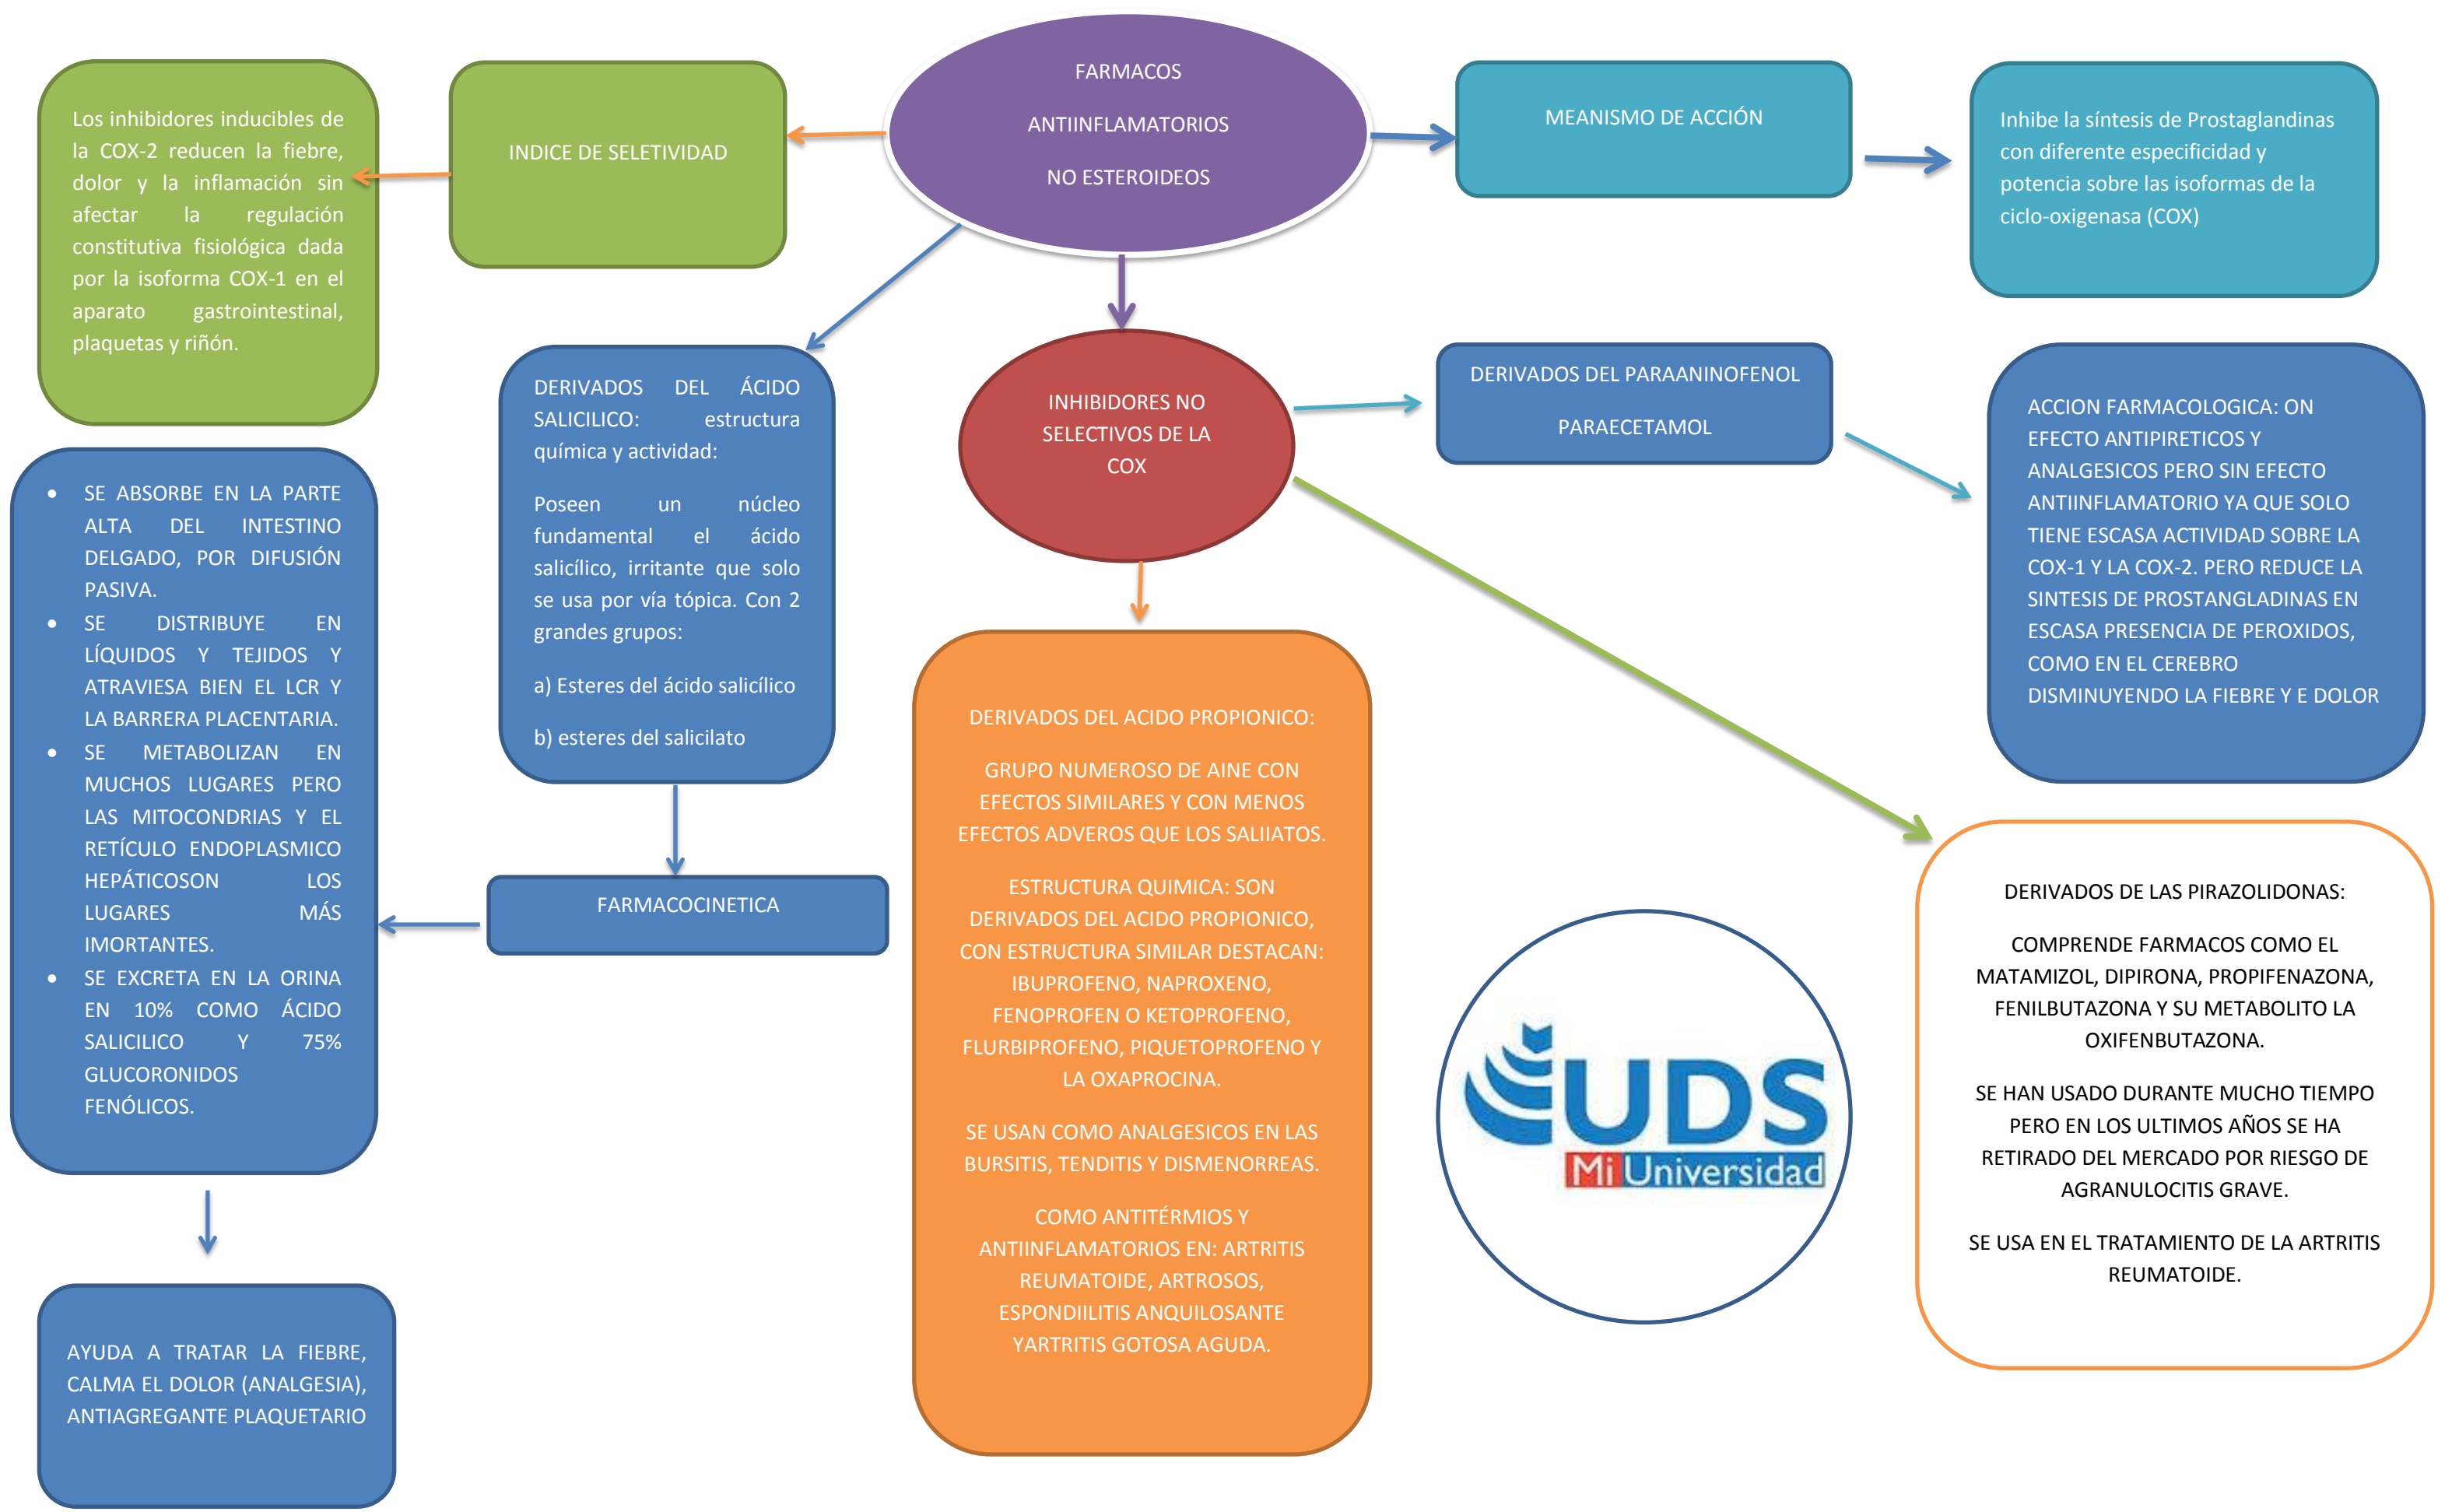 FARMACOS
ANTIINFLAMATORIOS
NO ESTEROIDEOS
MEANISMO DE ACCIÓN
Inhibe la síntesis de Prostaglandinas
con diferente especificidad y
potencia sobre las isoformas de la
ciclo-oxigenasa (COX)
INDICE DE SELETIVIDAD
Los inhibidores inducibles de
la COX-2 reducen la fiebre,
dolor y la inflamación sin
afectar la regulación
constitutiva fisiológica dada
por la isoforma COX-1 en el
aparato gastrointestinal,
plaquetas y riñón.
DERIVADOS DEL ÁCIDO
SALICILICO: estructura
química y actividad:
Poseen un núcleo
fundamental el ácido
salicílico, irritante que solo
se usa por vía tópica. Con 2
grandes grupos:
a) Esteres del ácido salicílico
b) esteres del salicilato
FARMACOCINETICA
• SE ABSORBE EN LA PARTE
ALTA DEL INTESTINO
DELGADO, POR DIFUSIÓN
PASIVA.
• SE DISTRIBUYE EN
LÍQUIDOS Y TEJIDOS Y
ATRAVIESA BIEN EL LCR Y
LA BARRERA PLACENTARIA.
• SE METABOLIZAN EN
MUCHOS LUGARES PERO
LAS MITOCONDRIAS Y EL
RETÍCULO ENDOPLASMICO
HEPÁTICOSON LOS
LUGARES MÁS
IMORTANTES.
• SE EXCRETA EN LA ORINA
EN 10% COMO ÁCIDO
SALICILICO Y 75%
GLUCORONIDOS
FENÓLICOS.
AYUDA A TRATAR LA FIEBRE,
CALMA EL DOLOR (ANALGESIA),
ANTIAGREGANTE PLAQUETARIO
INHIBIDORES NO
SELECTIVOS DE LA
COX
DERIVADOS DEL PARAANINOFENOL
PARAECETAMOL
ACCION FARMACOLOGICA: ON
EFECTO ANTIPIRETICOS Y
ANALGESICOS PERO SIN EFECTO
ANTIINFLAMATORIO YA QUE SOLO
TIENE ESCASA ACTIVIDAD SOBRE LA
COX-1 Y LA COX-2. PERO REDUCE LA
SINTESIS DE PROSTANGLADINAS EN
ESCASA PRESENCIA DE PEROXIDOS,
COMO EN EL CEREBRO
DISMINUYENDO LA FIEBRE Y E DOLOR
DERIVADOS DEL ACIDO PROPIONICO:
GRUPO NUMEROSO DE AINE CON
EFECTOS SIMILARES Y CON MENOS
EFECTOS ADVEROS QUE LOS SALIIATOS.
ESTRUCTURA QUIMICA: SON
DERIVADOS DEL ACIDO PROPIONICO,
CON ESTRUCTURA SIMILAR DESTACAN:
IBUPROFENO, NAPROXENO,
FENOPROFEN O KETOPROFENO,
FLURBIPROFENO, PIQUETOPROFENO Y
LA OXAPROCINA.
SE USAN COMO ANALGESICOS EN LAS
BURSITIS, TENDITIS Y DISMENORREAS.
COMO ANTITÉRMIOS Y
ANTIINFLAMATORIOS EN: ARTRITIS
REUMATOIDE, ARTROSOS,
ESPONDIILITIS ANQUILOSANTE
YARTRITIS GOTOSA AGUDA.
DERIVADOS DE LAS PIRAZOLIDONAS:
COMPRENDE FARMACOS COMO EL
MATAMIZOL, DIPIRONA, PROPIFENAZONA,
FENILBUTAZONA Y SU METABOLITO LA
OXIFENBUTAZONA.
SE HAN USADO DURANTE MUCHO TIEMPO
PERO EN LOS ULTIMOS AÑOS SE HA
RETIRADO DEL MERCADO POR RIESGO DE
AGRANULOCITIS GRAVE.
SE USA EN EL TRATAMIENTO DE LA ARTRITIS
REUMATOIDE.
UDS
Mi Universidad